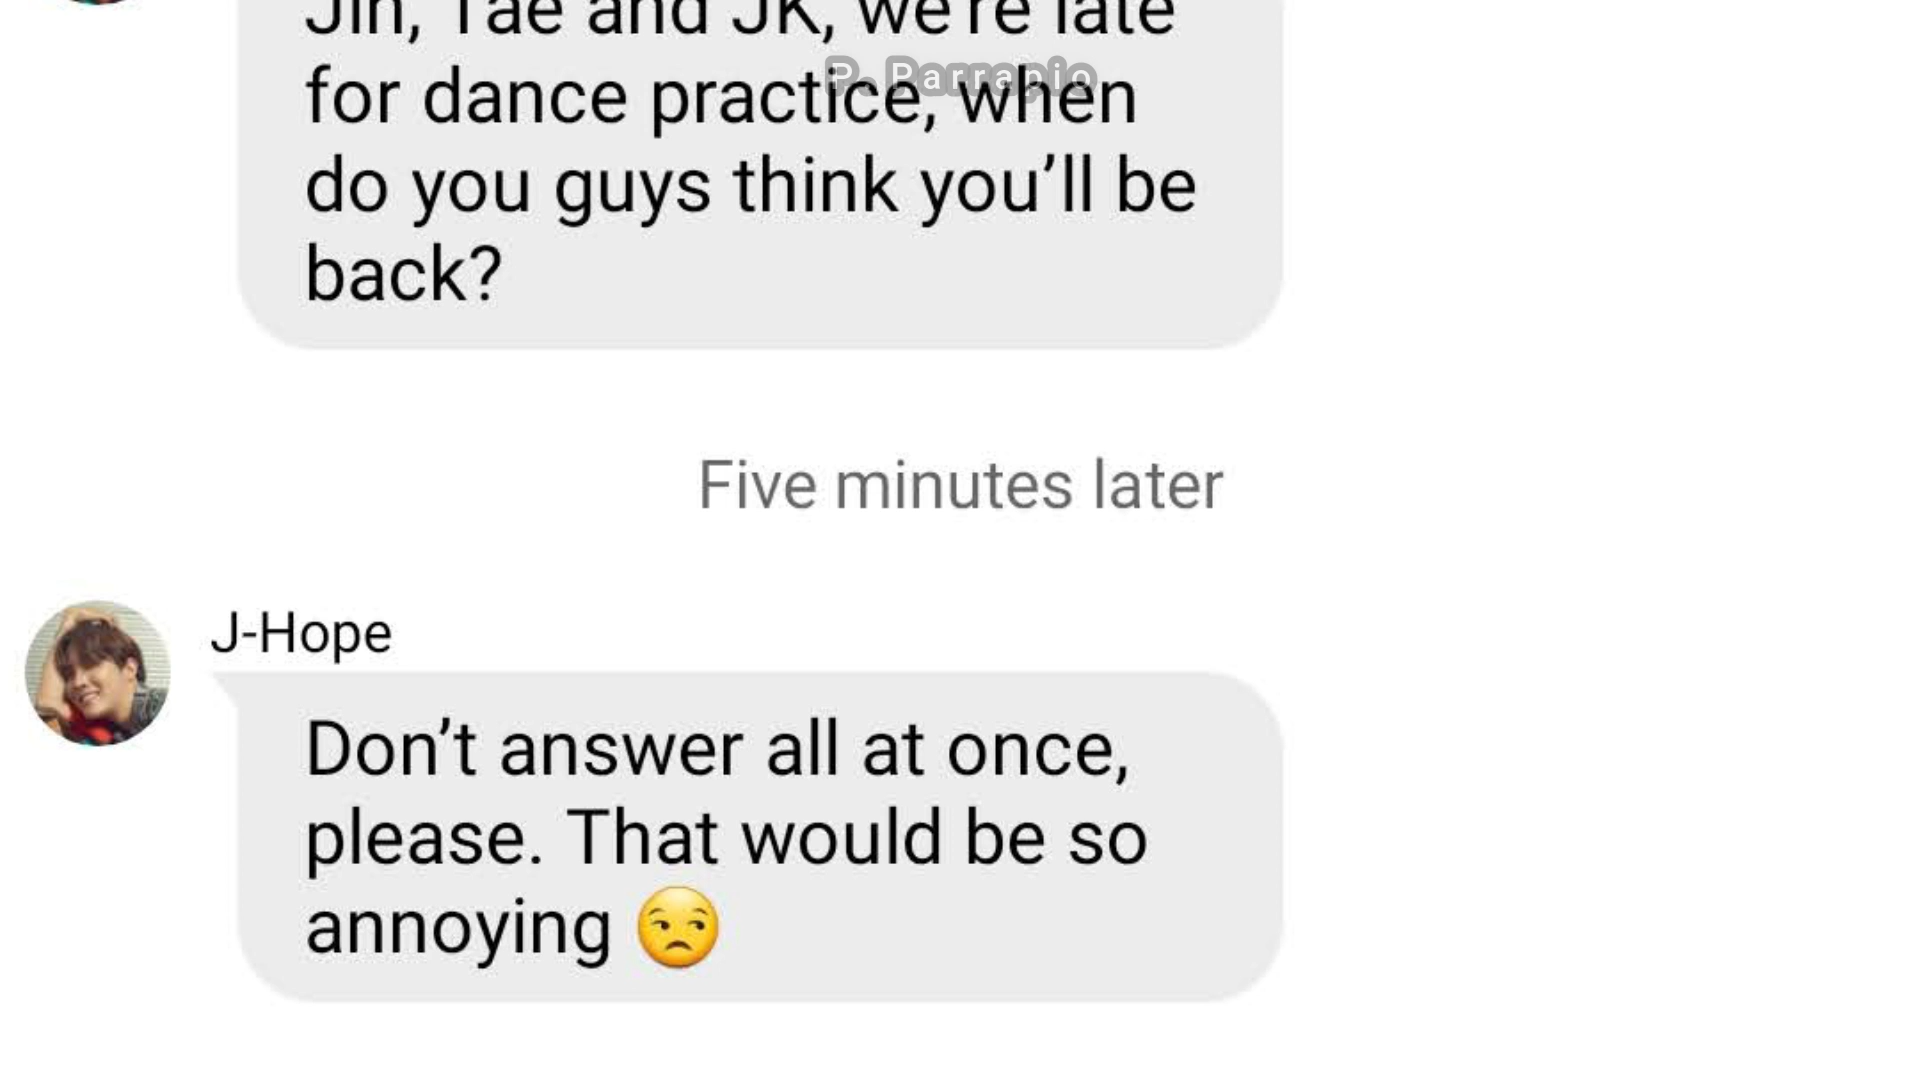 Jin, Tae and JK, we're late
P. Parrapio
for dance practice, when
do you guys think you’ll be
back?
Five minutes later
J-Hope
Don’t answer all at once,
please. That would be so
annoying 😒